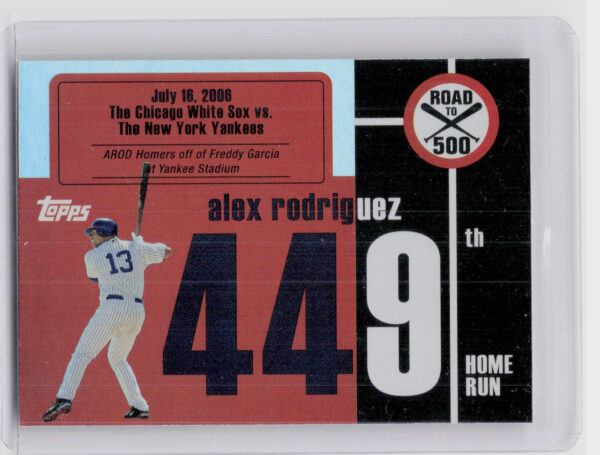 July 16, 2006
The Chicago White Sox vs.
The New York Yankees
AROD Homers off of Freddy Garcia
at Yankee Stadium
ROAD
TO
500
Topps
alex rodriguez
13
449
th
HOME
RUN